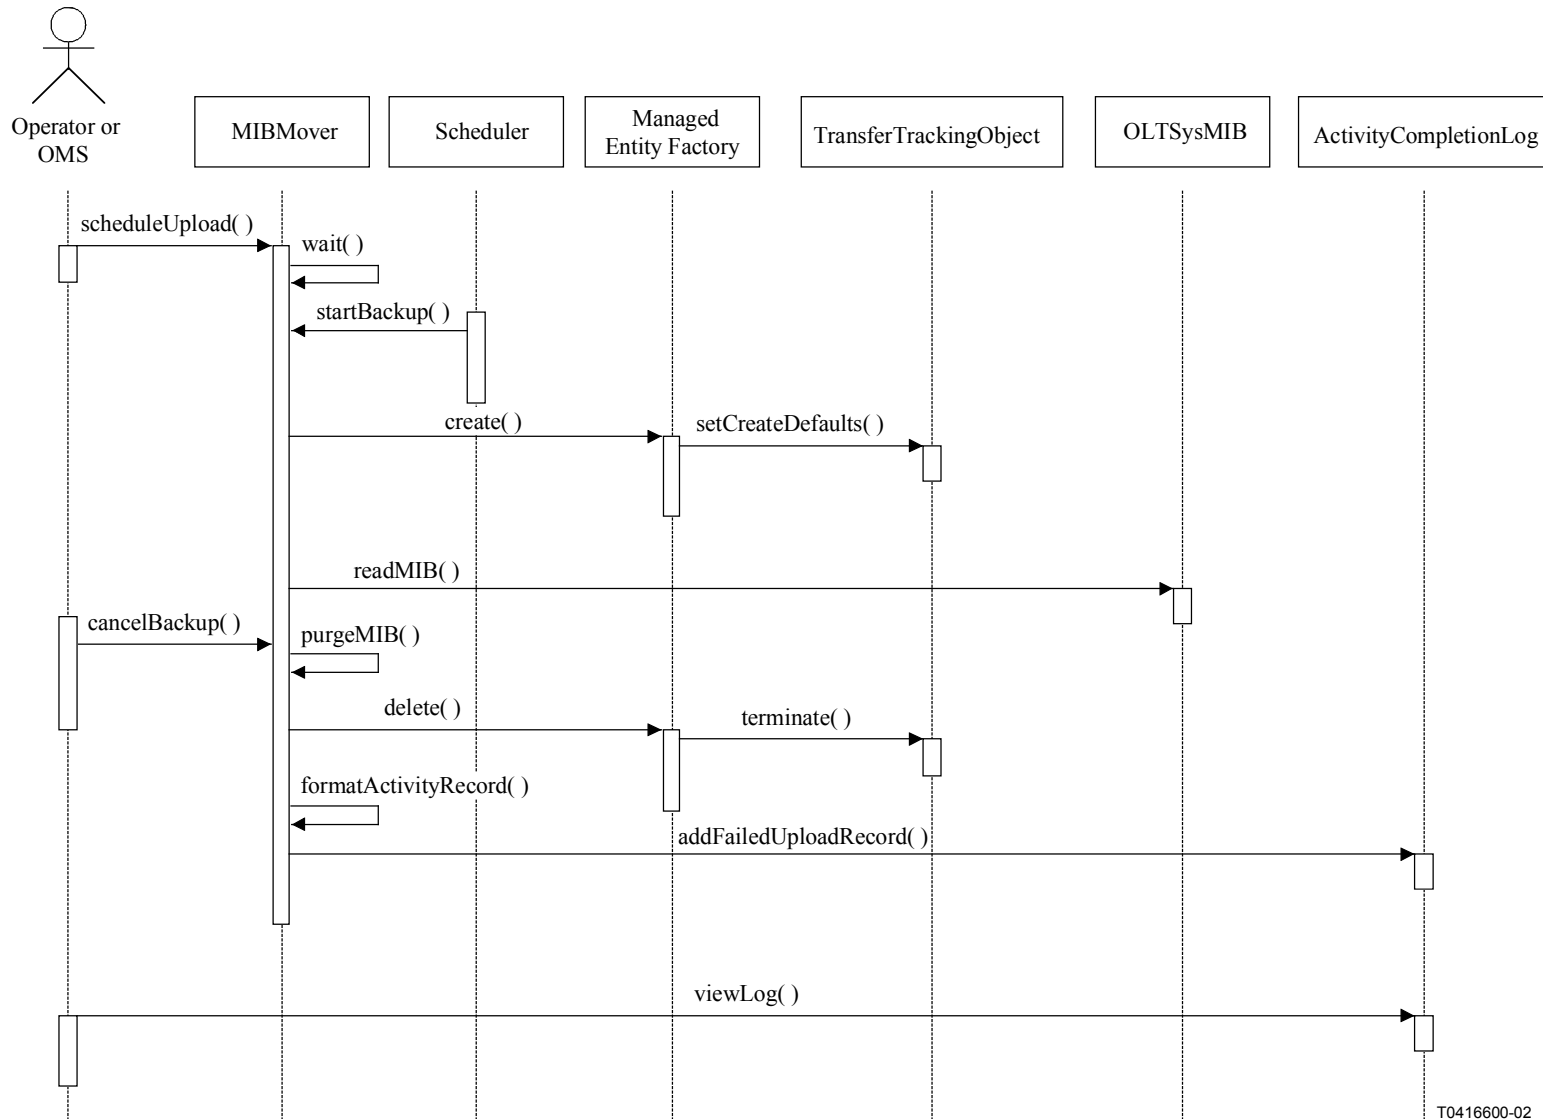 Operator or
OMS
MIBMover
Scheduler
Managed
Entity Factory
TransferTrackingObject
OLTSysMIB
ActivityCompletionLog
scheduleUpload( )
wait( )
startBackup( )
create( )
setCreateDefaults( )
readMIB( )
cancelBackup( )
purgeMIB( )
delete( )
terminate( )
formatActivityRecord( )
addFailedUploadRecord( )
viewLog( )
T0416600-02